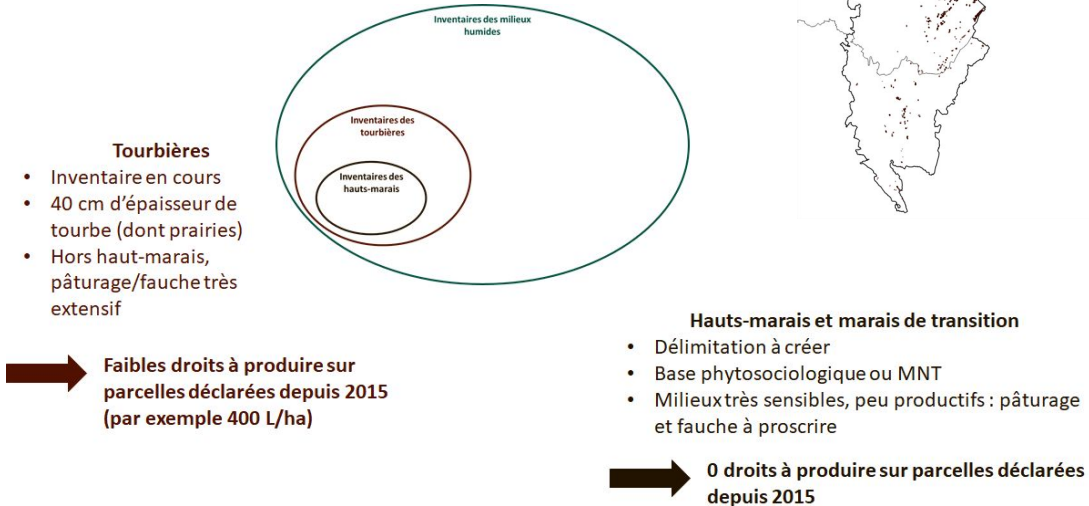 Inventaires des milieux
humides
Inventaires des
tourbières
Inventaires des
hauts-marais
Tourbières
• Inventaire en cours
• 40 cm d'épaisseur de
tourbe (dont prairies)
• Hors haut-marais,
pâturage/fauche très
extensif
Faibles droits à produire sur
parcelles déclarées depuis 2015
(par exemple 400 L/ha)
Hauts-marais et marais de transition
• Délimitation à créer
• Base phytosociologique ou MNT
• Milieux très sensibles, peu productifs : pâturage
et fauche à proscrire
0 droits à produire sur parcelles déclarées
depuis 2015